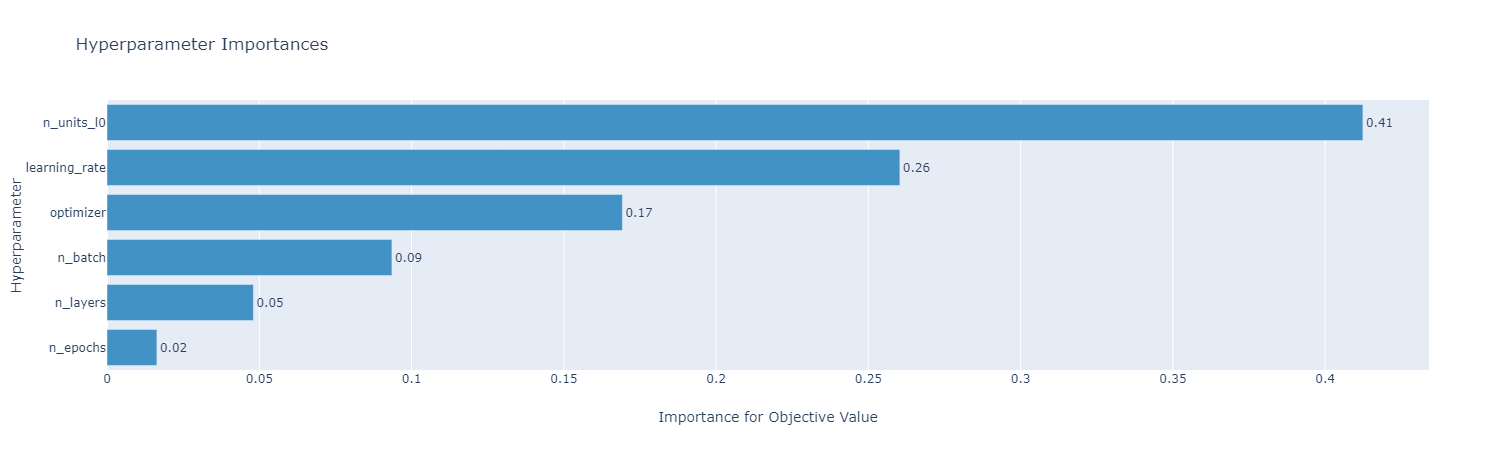 Hyperparameter Importances
Hyperparameter
n_units_l0 0.41
learning_rate 0.26
optimizer 0.17
n_batch 0.09
n_layers 0.05
n_epochs 0.02
0 0.05 0.1 0.15 0.2 0.25 0.3 0.35 0.4
Importance for Objective Value